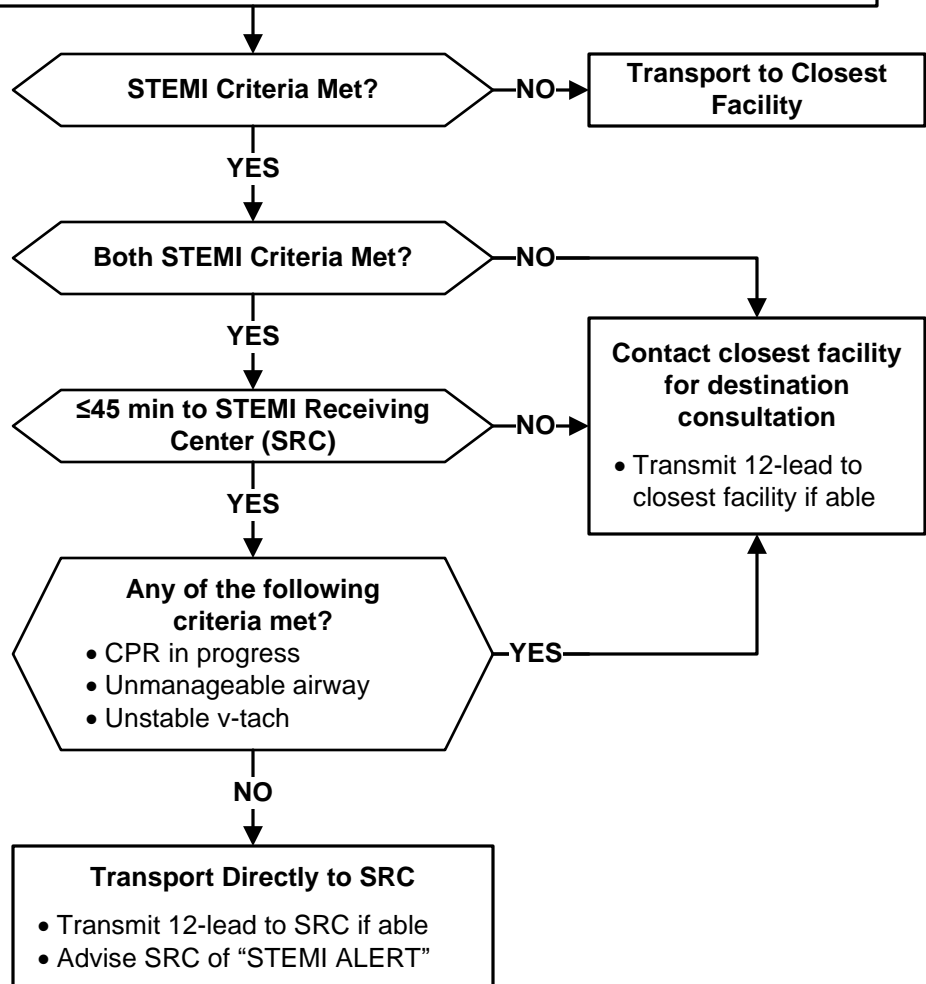 STEMI Criteria Met?
NO
Transport to Closest
Facility
YES
Both STEMI Criteria Met?
NO
YES
Contact closest facility
for destination
consultation
• Transmit 12-lead to
closest facility if able
≤45 min to STEMI Receiving
Center (SRC)
NO
YES
Any of the following
criteria met?
• CPR in progress
• Unmanageable airway
• Unstable v-tach
YES
NO
Transport Directly to SRC
• Transmit 12-lead to SRC if able
• Advise SRC of “STEMI ALERT”